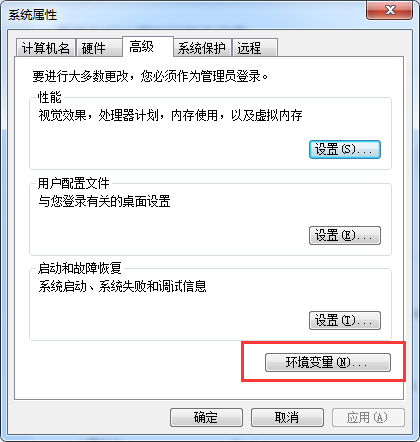 系统属性
计算机名 硬件 高级 系统保护 远程
要进行大多数更改，您必须作为管理员登录。
性能
视觉效果，处理器计划，内存使用，以及虚拟内存
设置(S)...
用户配置文件
与您登录有关的桌面设置
设置(E)...
启动和故障恢复
系统启动、系统失败和调试信息
设置(T)...
环境变量(N)...
确定 取消 应用(A)